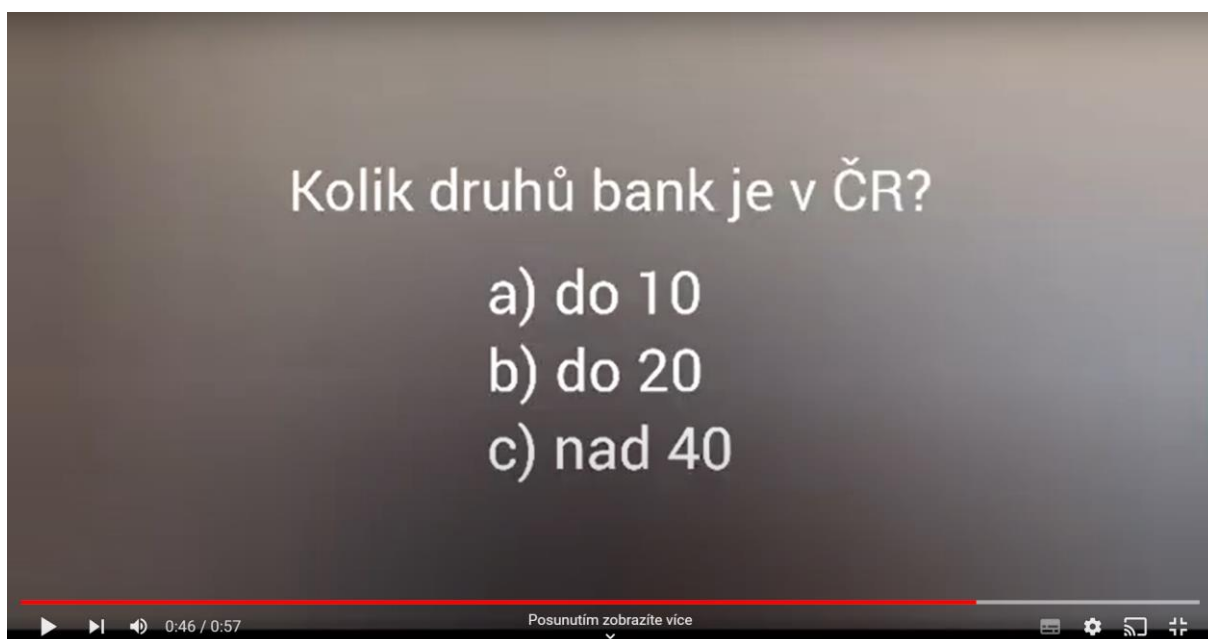 Kolik druhů bank je v ČR?
a) do 10
b) do 20
c) nad 40
0:46 / 0:57
Posunutím zobrazíte více